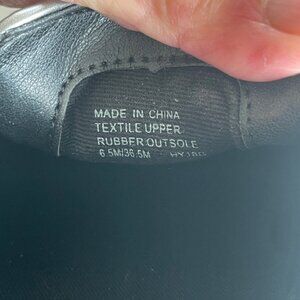 MADE IN CHINA
TEXTILE UPPER
RUBBER OUTSOLE
6.5M/36.5M